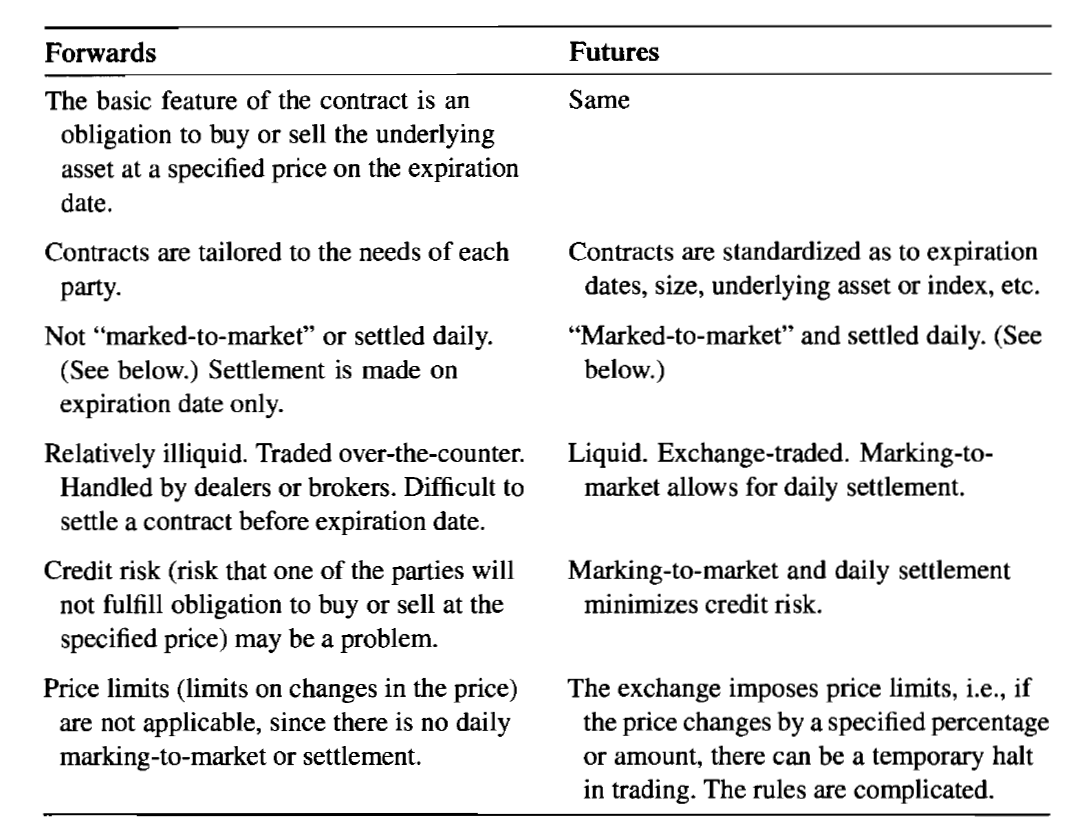 Forwards
Futures
The basic feature of the contract is an
obligation to buy or sell the underlying
asset at a specified price on the expiration
date.
Same
Contracts are tailored to the needs of each
party.
Contracts are standardized as to expiration
dates, size, underlying asset or index, etc.
Not “marked-to-market” or settled daily.
(See below.) Settlement is made on
expiration date only.
“Marked-to-market” and settled daily. (See
below.)
Relatively illiquid. Traded over-the-counter.
Handled by dealers or brokers. Difficult to
settle a contract before expiration date.
Liquid. Exchange-traded. Marking-to-
market allows for daily settlement.
Credit risk (risk that one of the parties will
not fulfill obligation to buy or sell at the
specified price) may be a problem.
Marking-to-market and daily settlement
minimizes credit risk.
Price limits (limits on changes in the price)
are not applicable, since there is no daily
marking-to-market or settlement.
The exchange imposes price limits, i.e., if
the price changes by a specified percentage
or amount, there can be a temporary halt
in trading. The rules are complicated.